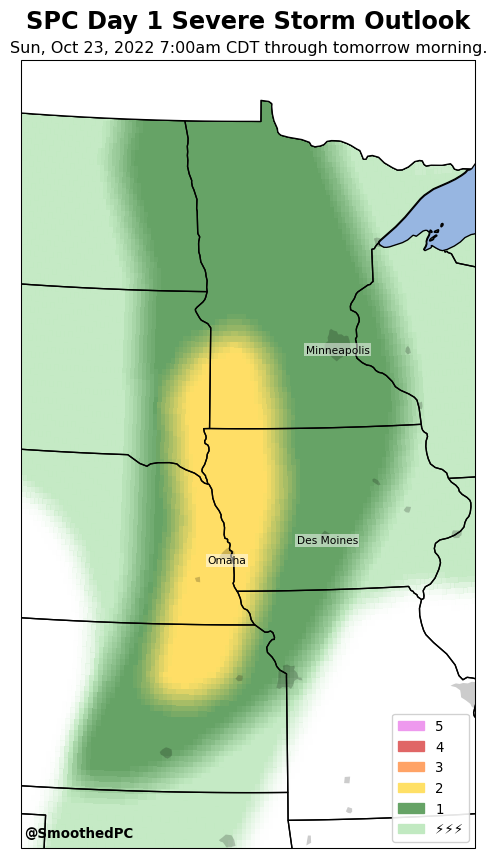 SPC Day 1 Severe Storm Outlook
Sun, Oct 23, 2022 7:00am CDT through tomorrow morning.
Minneapolis
Des Moines
Omaha
5
4
3
2
1
⚡⚡⚡
@SmoothedPC